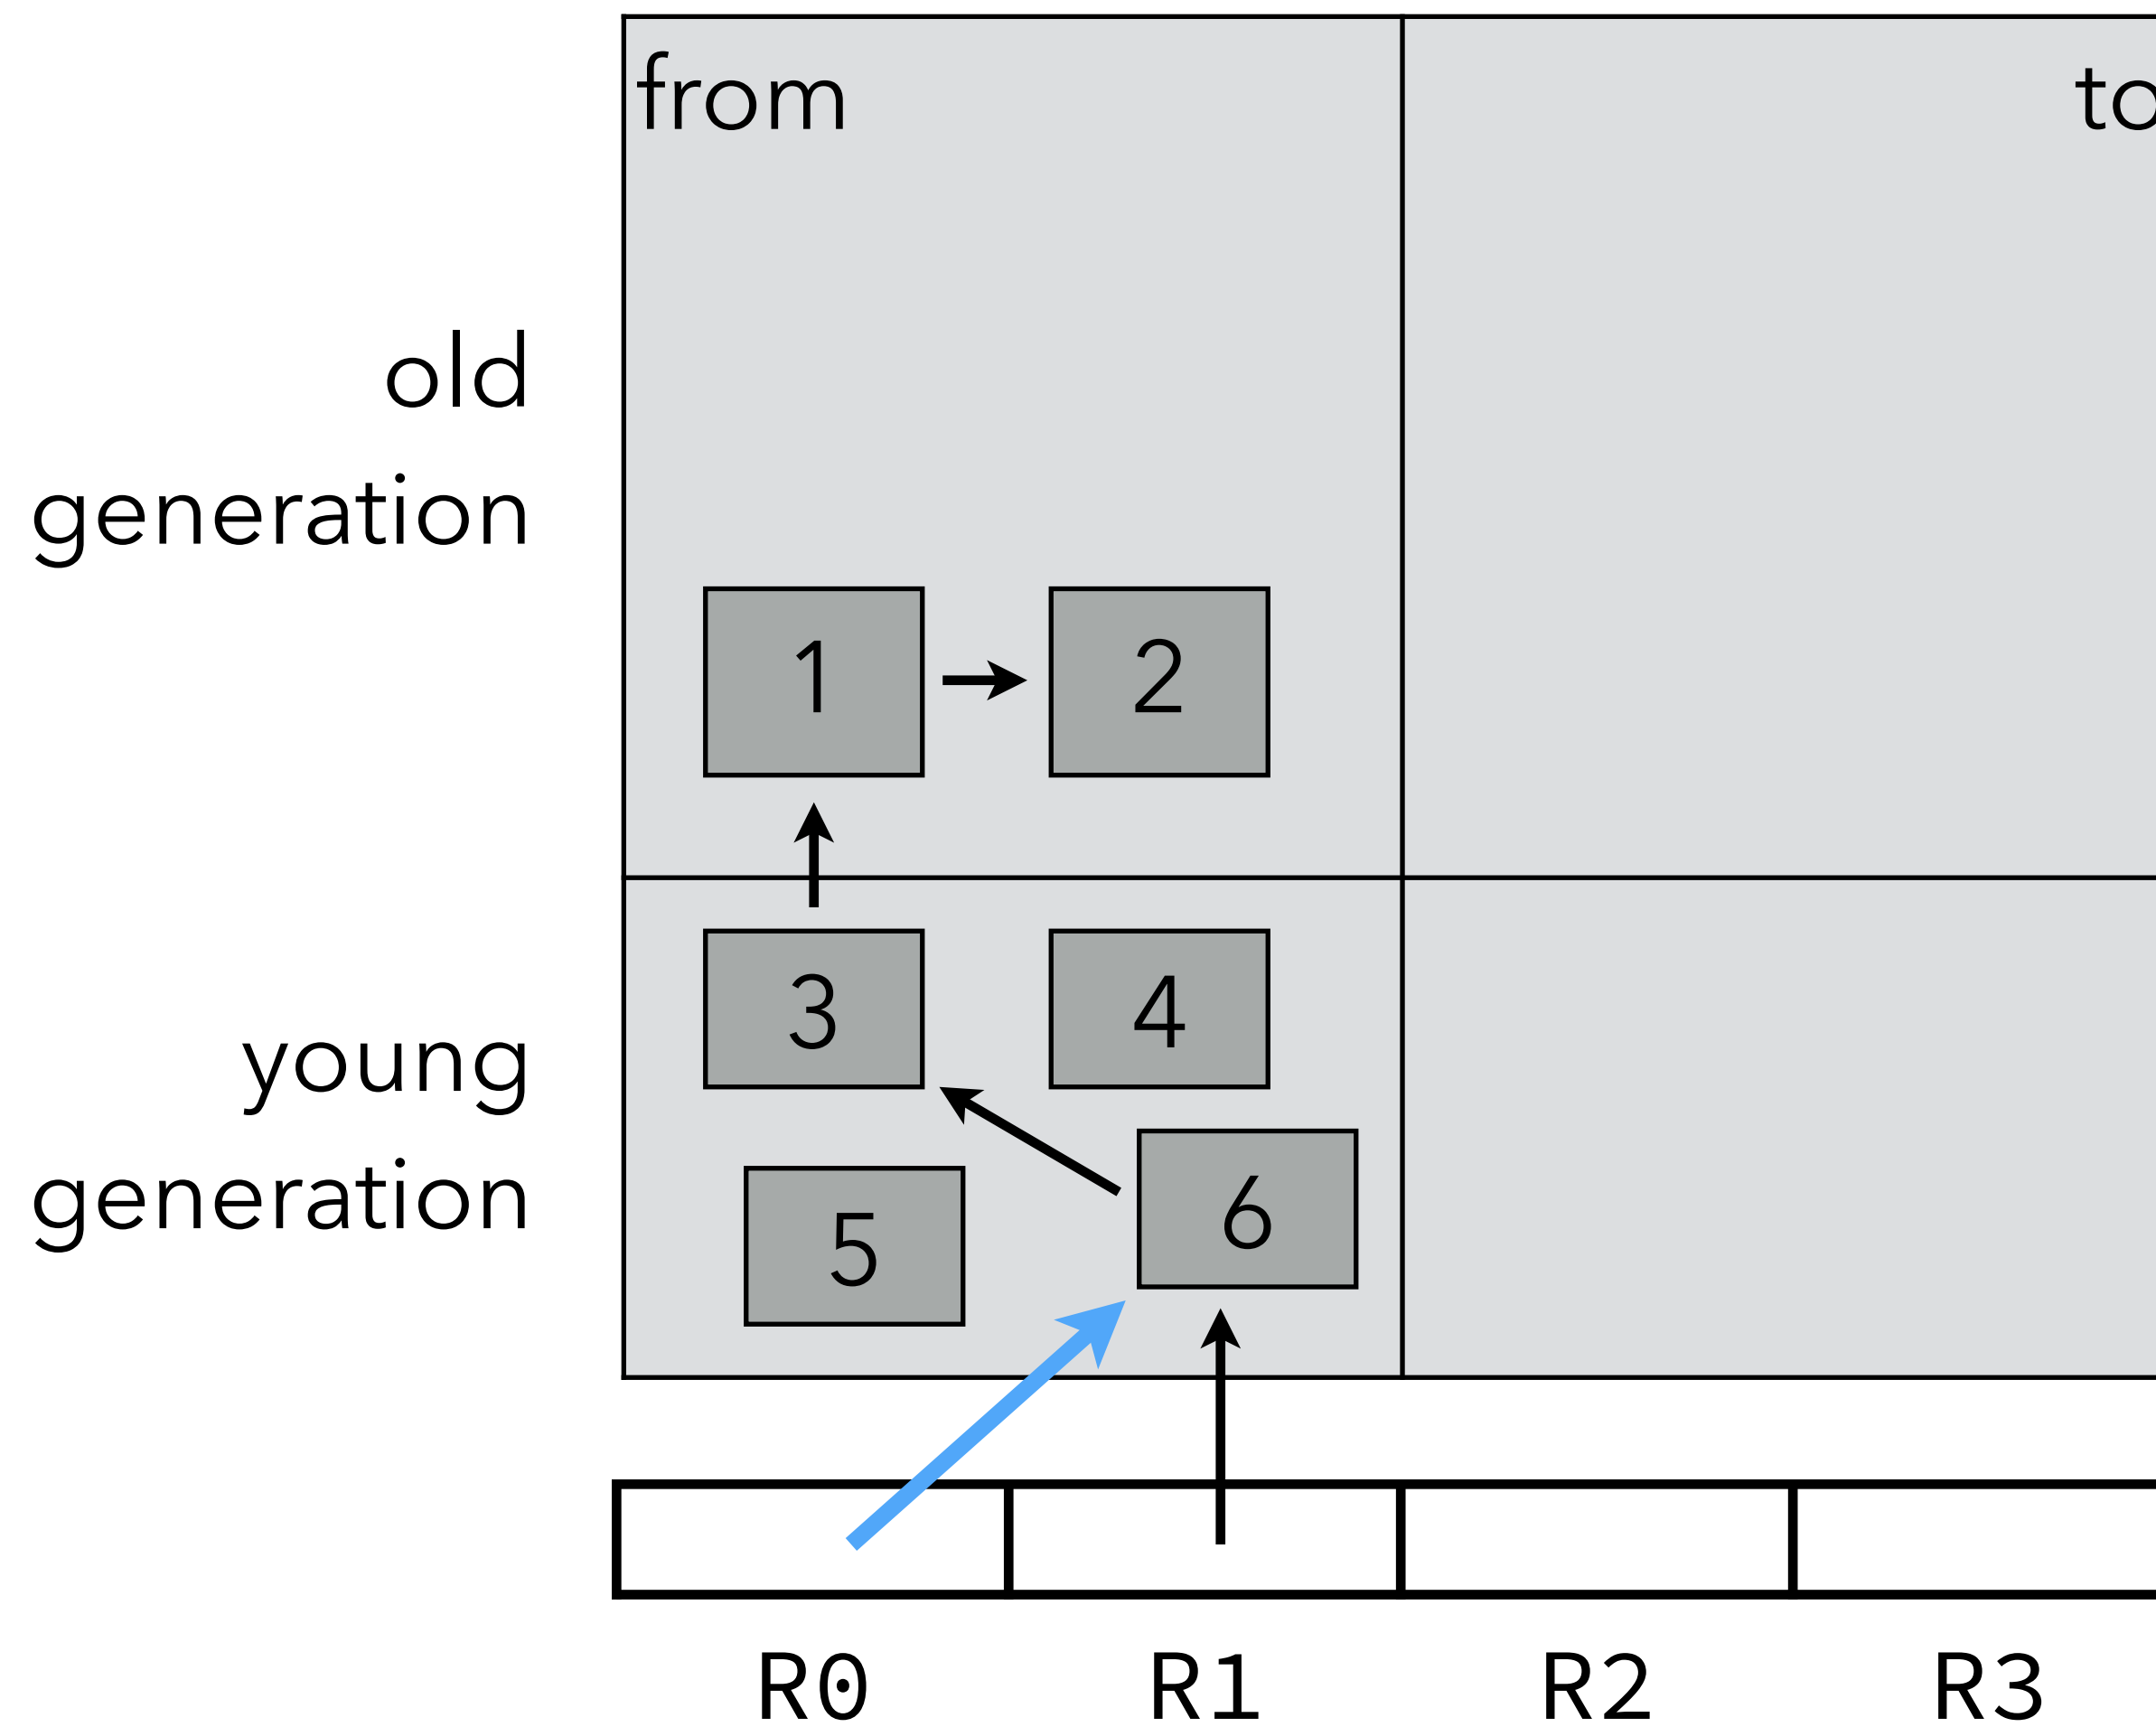 from
to
old
generation
1
2
3
4
young
generation
5
6
R0
R1
R2
R3